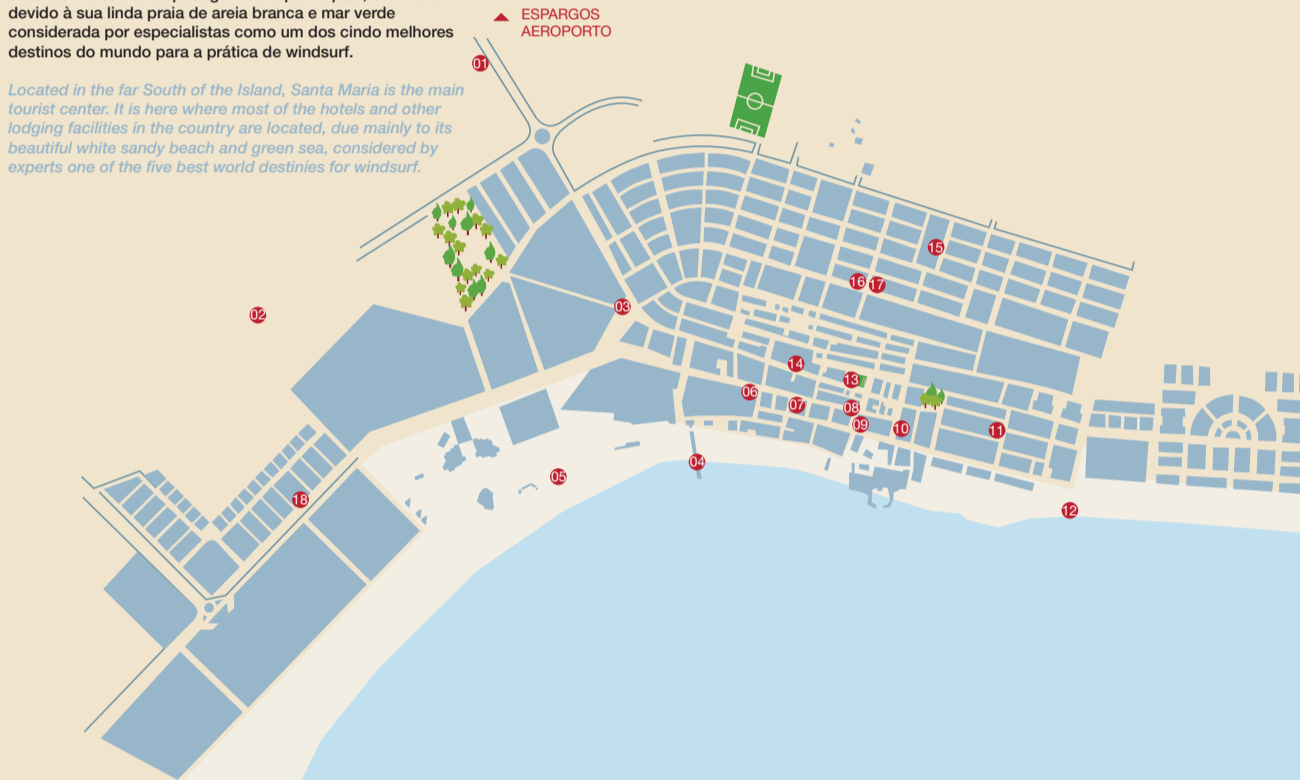 devido à sua linda praia de areia branca e mar verde
considerada por especialistas como um dos cindo melhores
destinos do mundo para a prática de windsurf.
Located in the far South of the Island, Santa Maria is the main
tourist center. It is here where most of the hotels and other
lodging facilities in the country are located, due mainly to its
beautiful white sandy beach and green sea, considered by
experts one of the five best world destinies for windsurf.
ESPARGOS
AEROPORTO
01
02
03
04
05
06
07
08
09
10
11
12
13
14
15
16
17
18